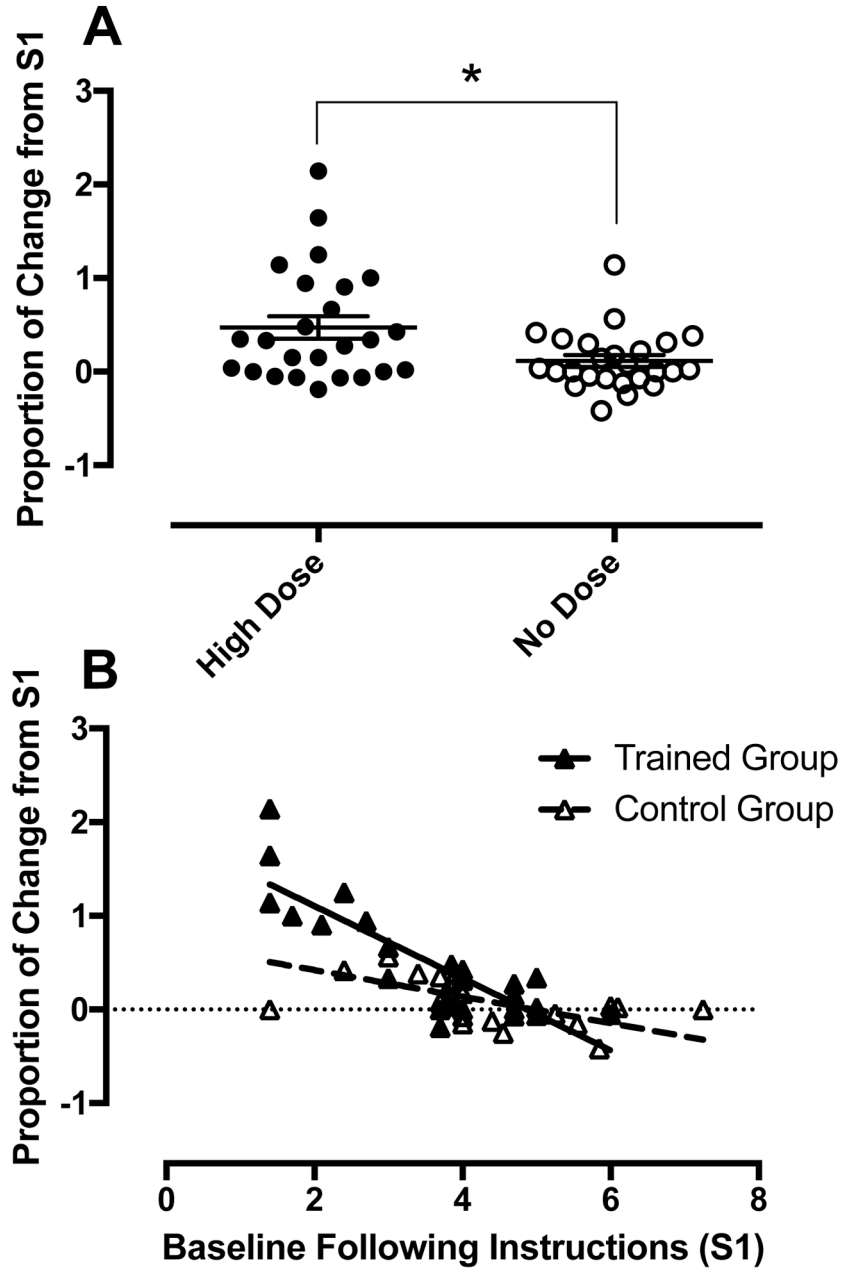 A
Proportion of Change from S1
3
2
1
0
-1
*
High Dose
No Dose
B
Proportion of Change from S1
3
2
1
0
-1
Trained Group
Control Group
0 2 4 6 8
Baseline Following Instructions (S1)